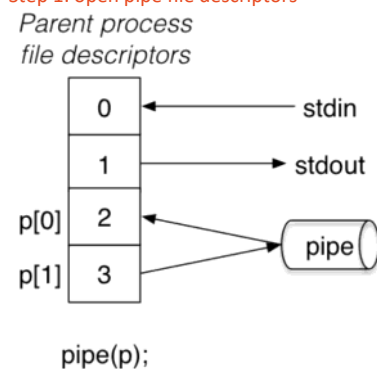 Step 1: open pipe file descriptors
Parent process
file descriptors
0
stdin
1
stdout
p[0]
2
pipe
p[1]
3
pipe(p);